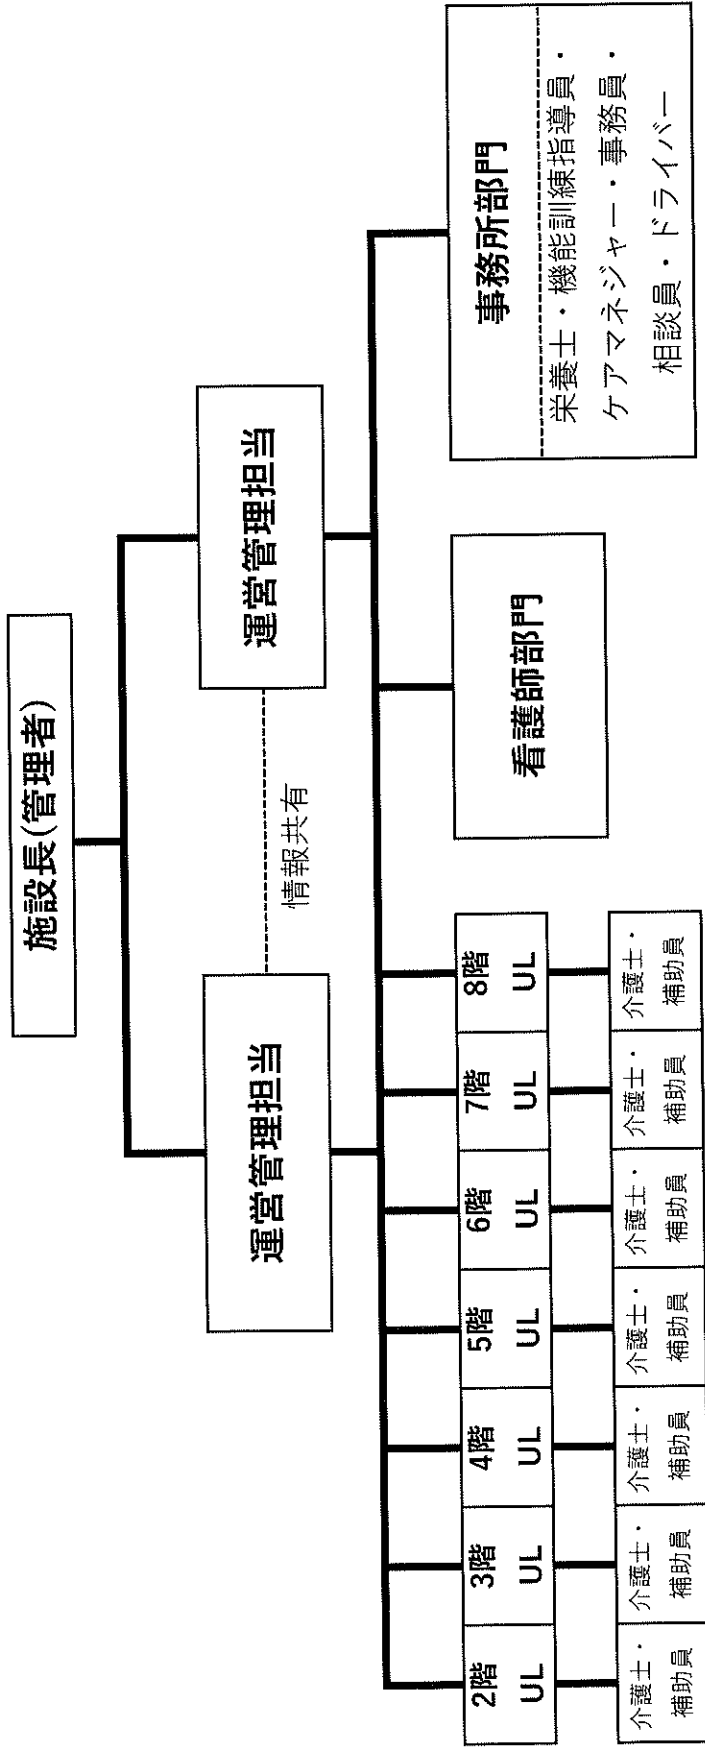 施設長(管理者)
運営管理担当
情報共有
運営管理担当
2階
UL
3階
UL
4階
UL
5階
UL
6階
UL
7階
UL
8階
UL
介護士・
補助員
介護士・
補助員
介護士・
補助員
介護士・
補助員
介護士・
補助員
介護士・
補助員
介護士・
補助員
看護師部門
事務所部門
栄養士・機能訓練指導員・
ケアマネジャー・事務員・
相談員・ドライバー